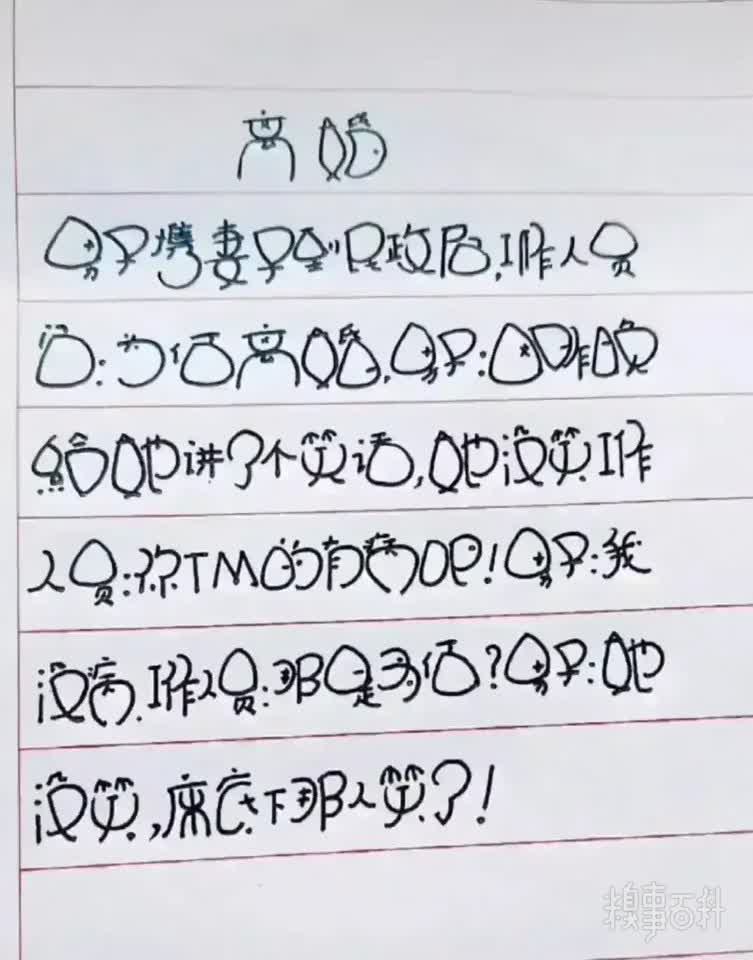 离婚
男子携妻子到民政局,工作人员
问:为何离婚,男子:因昨晚
给她讲了个笑话,她没笑.工作
人员:你TM的有病吧!男子:我
没病.工作人员:那是为何?男子:她
没笑,床底下那人笑了!
糗事百科